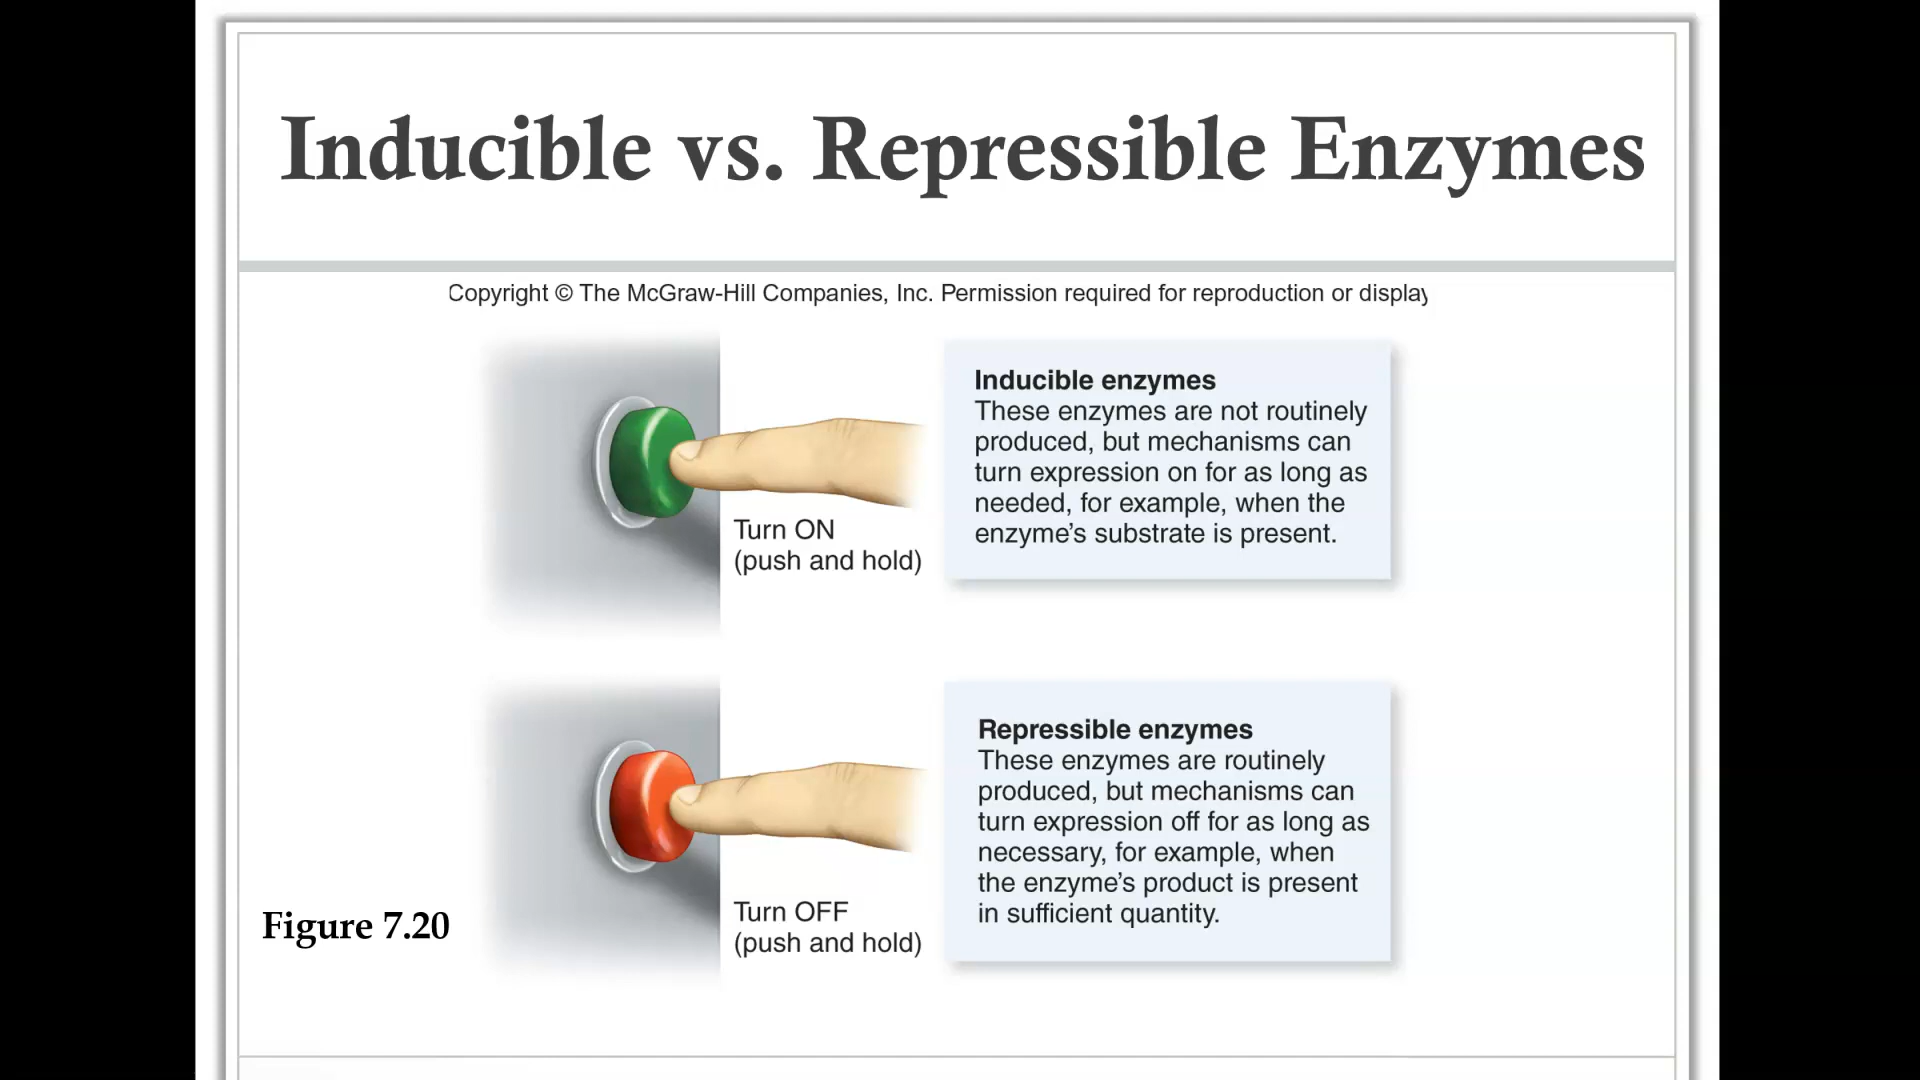 Inducible vs. Repressible Enzymes
Copyright © The McGraw-Hill Companies, Inc. Permission required for reproduction or display
Inducible enzymes
These enzymes are not routinely
produced, but mechanisms can
turn expression on for as long as
needed, for example, when the
enzyme’s substrate is present.
Turn ON
(push and hold)
Repressible enzymes
These enzymes are routinely
produced, but mechanisms can
turn expression off for as long as
necessary, for example, when
the enzyme’s product is present
in sufficient quantity.
Turn OFF
(push and hold)
Figure 7.20